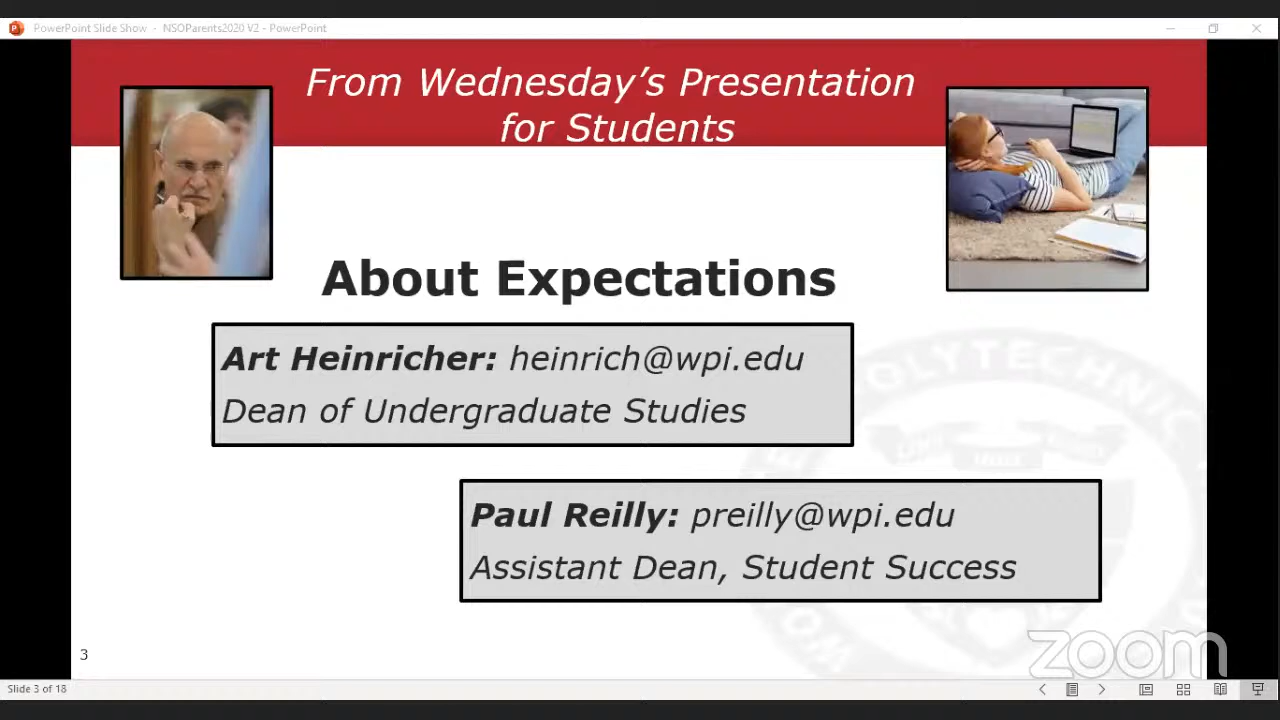 PowerPoint Slide Show - NSOParents2020 V2 - PowerPoint
From Wednesday's Presentation
for Students
About Expectations
Art Heinricher: heinrich@wpi.edu
Dean of Undergraduate Studies
POLYTECHNIC
Paul Reilly: preilly@wpi.edu
Assistant Dean, Student Success
3
zoom
Slide 3 of 18